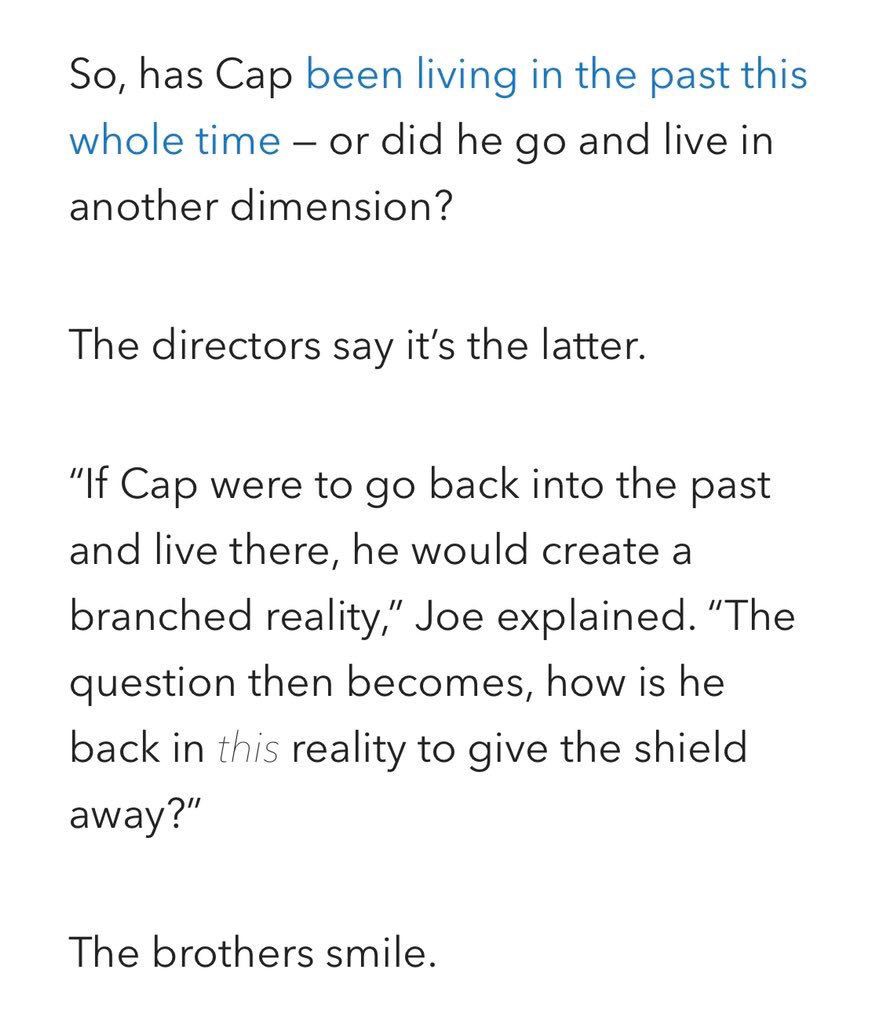 So, has Cap been living in the past this
whole time – or did he go and live in
another dimension?
The directors say it’s the latter.
“If Cap were to go back into the past
and live there, he would create a
branched reality,” Joe explained. “The
question then becomes, how is he
back in this reality to give the shield
away?”
The brothers smile.